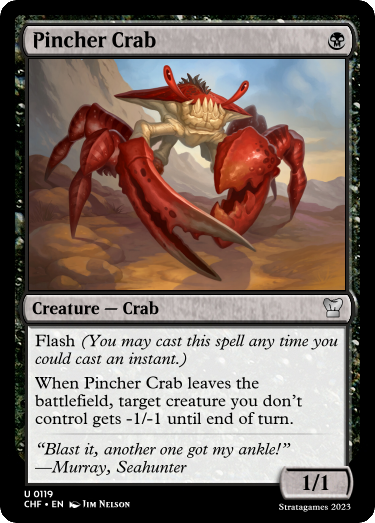 Pincher Crab
Creature — Crab
Flash (You may cast this spell any time you
could cast an instant.)
When Pincher Crab leaves the
battlefield, target creature you don't
control gets -1/-1 until end of turn.
"Blast it, another one got my ankle!"
—Murray, Seahunter
1/1
U 0119
CHF • EN Jim Nelson
Stratagames 2023